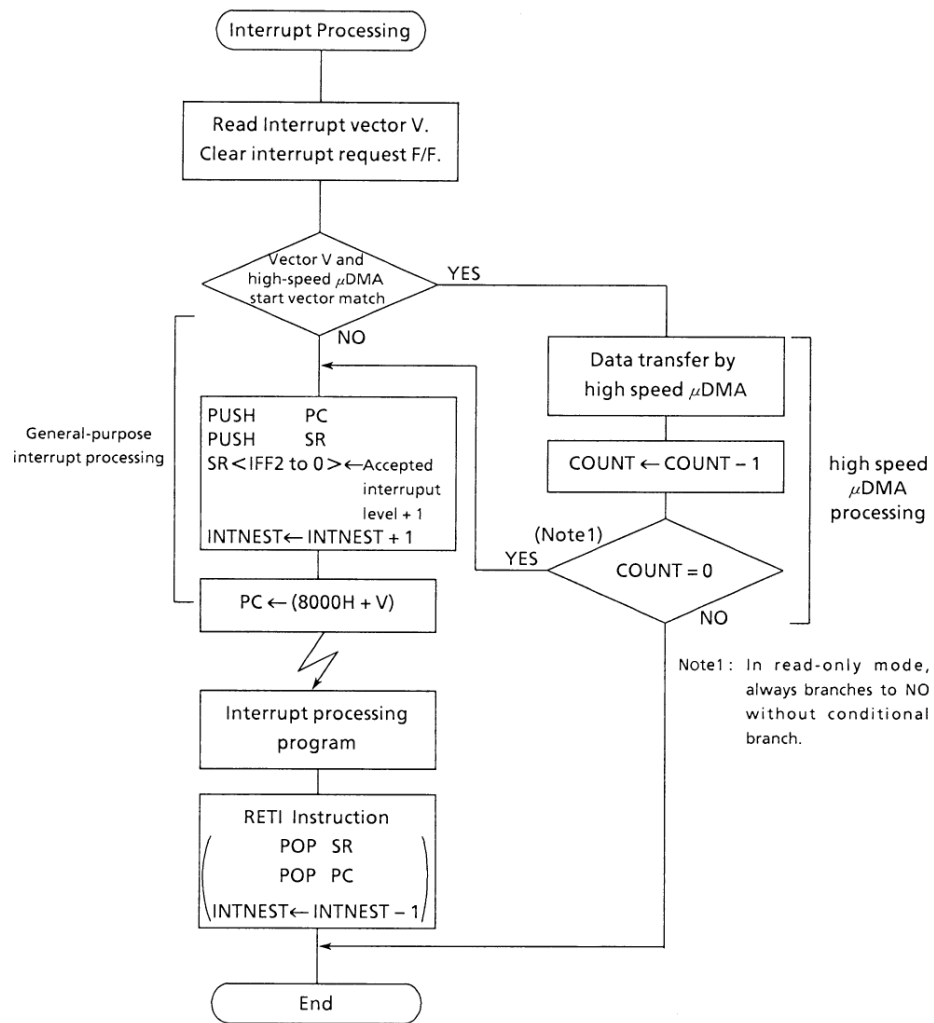 Interrupt Processing
Read Interrupt vector V.
Clear interrupt request F/F.
Vector V and
high-speed μDMA
start vector match
YES
NO
General-purpose
interrupt processing
PUSH PC
PUSH SR
SR<IFF2 to 0>←Accepted
interruput
level + 1
INTNEST← INTNEST + 1
PC ← (8000H + V)
Interrupt processing
program
RETI Instruction
POP SR
POP PC
INTNEST← INTNEST – 1
End
Data transfer by
high speed μDMA
COUNT ← COUNT – 1
(Note1)
YES
COUNT = 0
NO
high speed
μDMA
processing
Note1 : In read-only mode,
always branches to NO
without conditional
branch.